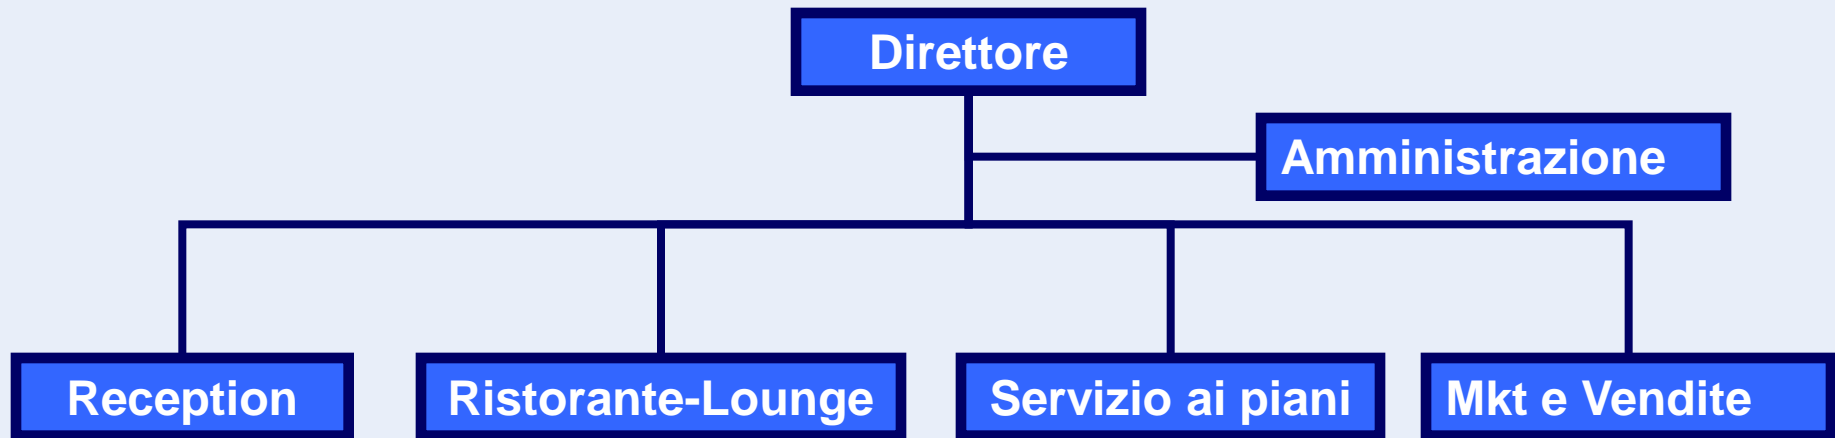 Direttore
Amministrazione
Reception
Ristorante-Lounge
Servizio ai piani
Mkt e Vendite